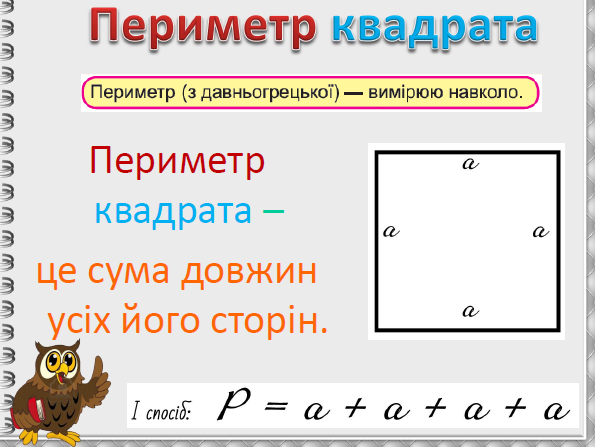 Периметр квадрата
Периметр (з давньогрецької) — вимірюю навколо.
Периметр
квадрата –
це сума довжин
усіх його сторін.
a
a a
a
І спосіб: P = a + a + a + a